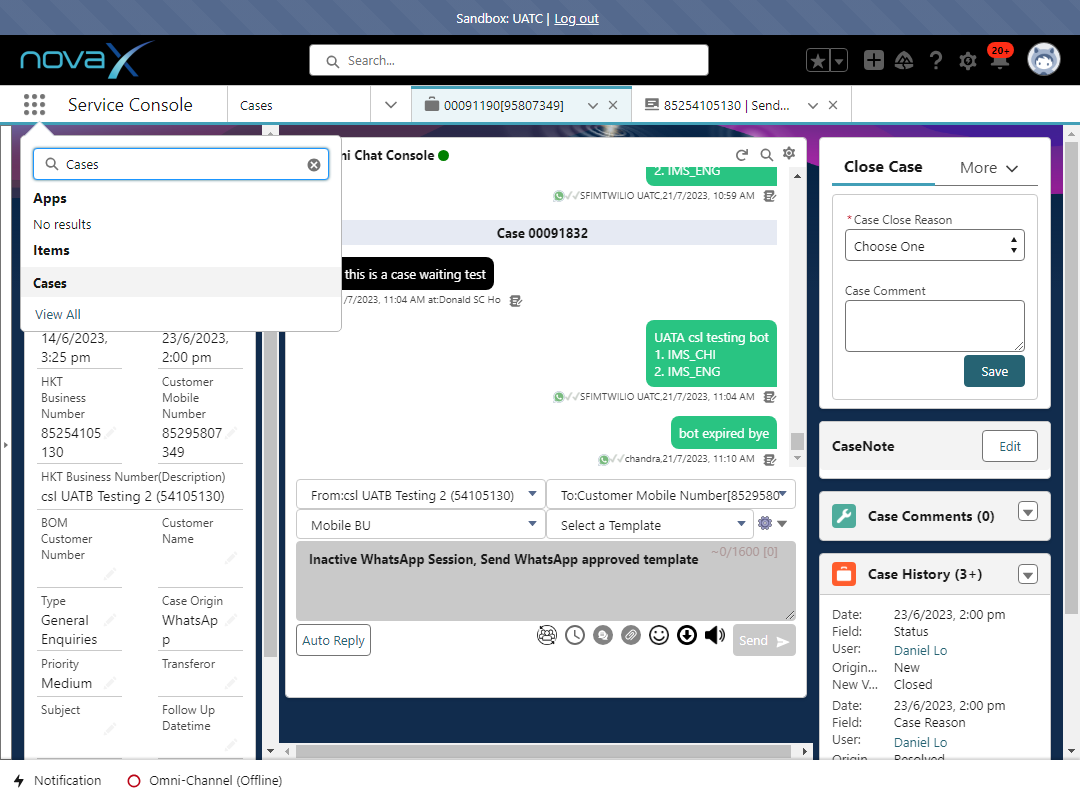 Sandbox: UATC | Log out
novaX
Search...
20+
Service Console
Cases
00091190[95807349]
85254105130 | Send...
Cases
Apps
No results
Items
Cases
View All
14/6/2023,
3:25 pm
23/6/2023,
2:00 pm
HKT
Business
Number
85254105
130
Customer
Mobile
Number
85295807
349
HKT Business Number(Description)
csl UATB Testing 2 (54105130)
BOM
Customer
Number
Customer
Name
Type
General
Enquiries
Case Origin
WhatsAp
p
Priority
Medium
Transferor
Subject
Follow Up
Datetime
ni Chat Console
2. IMS_ENG
SFIMTWILIO UATC,21/7/2023, 10:59 AM
Case 00091832
this is a case waiting test
/7/2023, 11:04 AM at:Donald SC Ho
UATA csl testing bot
1. IMS_CHI
2. IMS_ENG
SFIMTWILIO UATC,21/7/2023, 11:04 AM
bot expired bye
chandra,21/7/2023, 11:10 AM
From:csl UATB Testing 2 (54105130)
To:Customer Mobile Number[8529580
Mobile BU
Select a Template
~0/1600 [0]
Inactive WhatsApp Session, Send WhatsApp approved template
Auto Reply
Send
Close Case
More
*Case Close Reason
Choose One
Case Comment
Save
CaseNote
Edit
Case Comments (0)
Case History (3+)
Date: 23/6/2023, 2:00 pm
Field: Status
User: Daniel Lo
Origin... New
New V... Closed
Date: 23/6/2023, 2:00 pm
Field: Case Reason
User: Daniel Lo
Origin Resolved
Notification
Omni-Channel (Offline)